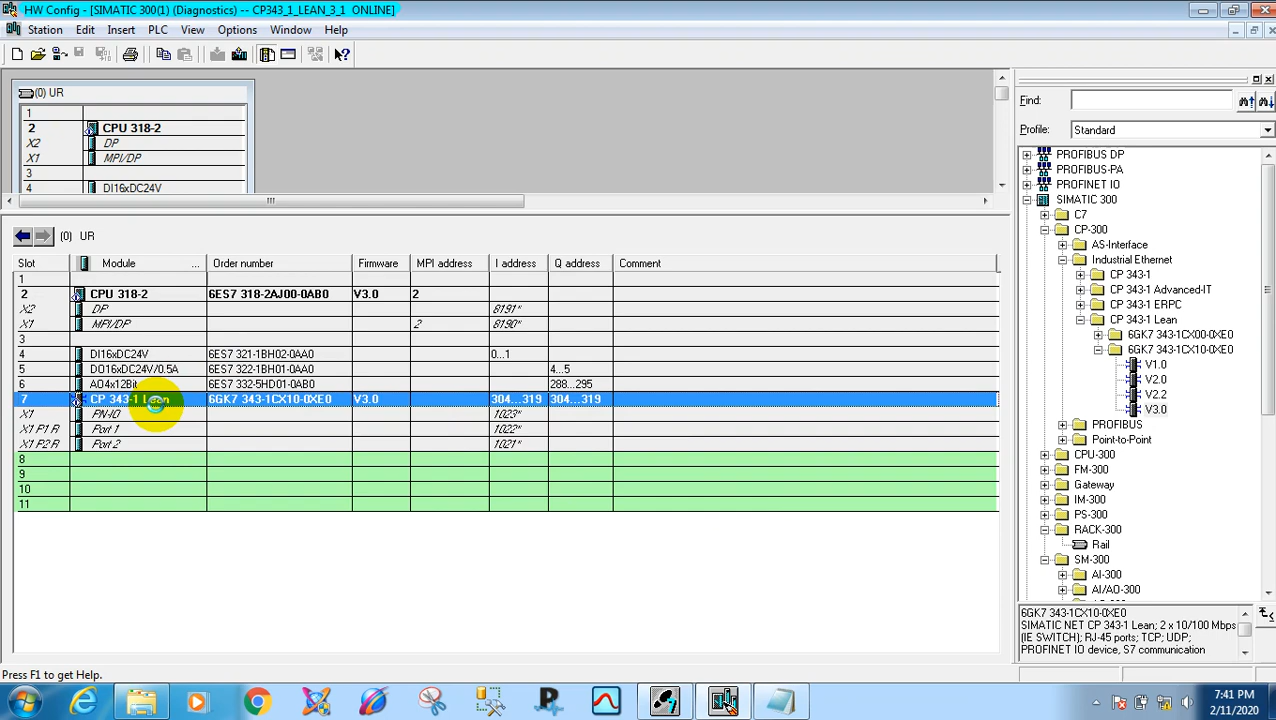 HW Config - [SIMATIC 300(1) (Diagnostics) -- CP343_1_LEAN_3_1  ONLINE]
Station Edit Insert PLC View Options Window Help
(0) UR
1
2 CPU 318-2
X2 DP
X1 MPI/DP
3
4 DI16xDC24V
Find:
Profile: Standard
PROFIBUS DP
PROFIBUS-PA
PROFINET IO
SIMATIC 300
C7
CP-300
AS-Interface
Industrial Ethernet
CP 343-1
CP 343-1 Advanced-IT
CP 343-1 ERPC
CP 343-1 Lean
6GK7 343-1CX00-0XE0
6GK7 343-1CX10-0XE0
V1.0
V2.0
V2.2
V3.0
PROFIBUS
Point-to-Point
CPU-300
FM-300
Gateway
IM-300
PS-300
RACK-300
Rail
SM-300
AI-300
AI/AO-300
6GK7 343-1CX10-0XE0
SIMATIC NET CP 343-1 Lean; 2 x 10/100 Mbps
(IE SWITCH); RJ-45 ports; TCP; UDP;
PROFINET IO device, S7 communication
(0) UR
Slot Module ... Order number Firmware MPI address I address Q address Comment
1
2 CPU 318-2 6ES7 318-2AJ00-0AB0 V3.0 2
X2 DP 8191*
X1 MPI/DP 2 8190*
3
4 DI16xDC24V 6ES7 321-1BH02-0AA0 0...1
5 DO16xDC24V/0.5A 6ES7 322-1BH01-0AA0 4...5
6 AO4x12Bit 6ES7 332-5HD01-0AB0 288...295
7 CP 343-1 Lean 6GK7 343-1CX10-0XE0 V3.0 304...319 304...319
X1 PN-IO 1023*
X1 P1 R Port 1 1022*
X1 P2 R Port 2 1021*
8
9
10
11
Press F1 to get Help.
7:41 PM
2/11/2020